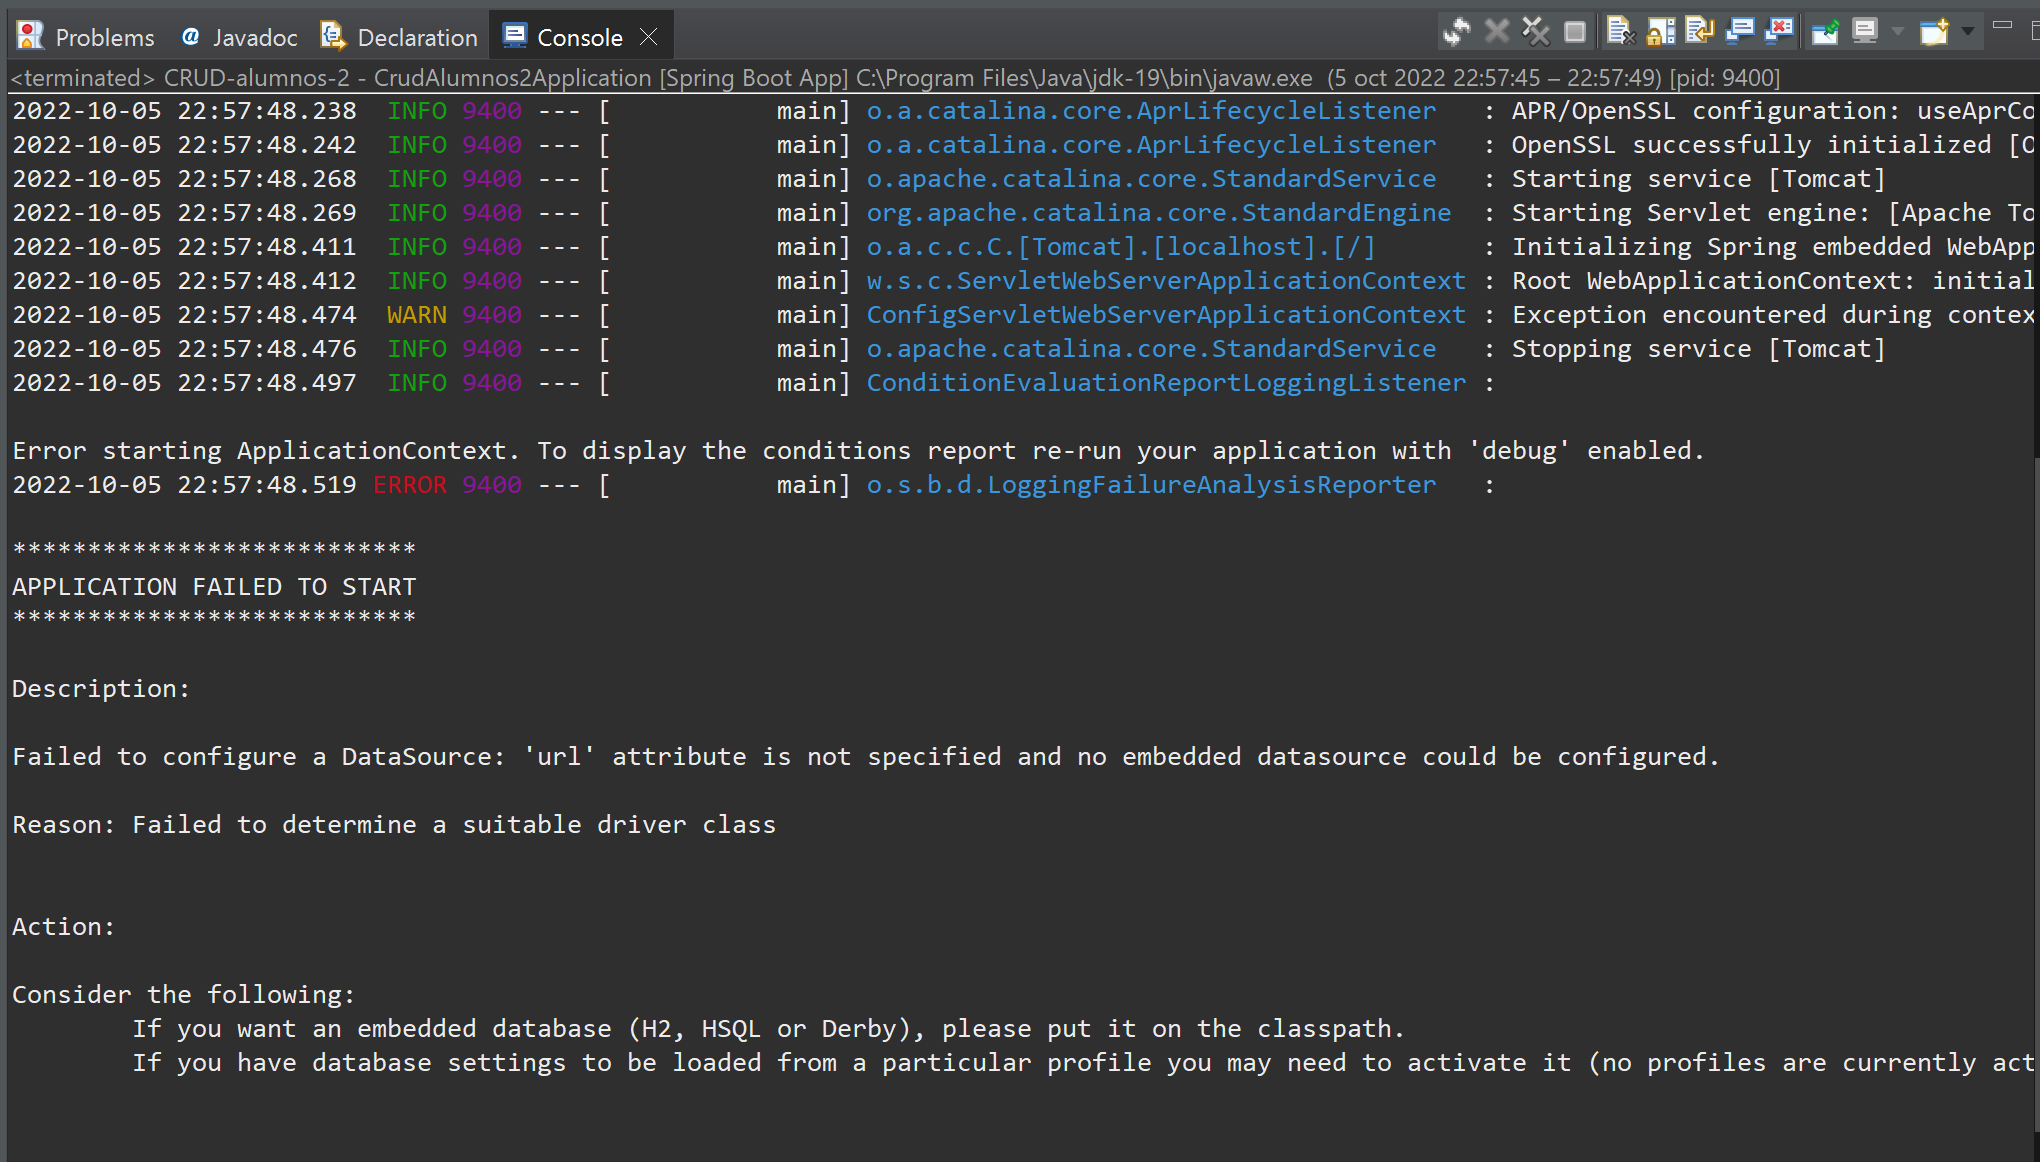 Problems Javadoc Declaration Console
<terminated> CRUD-alumnos-2 - CrudAlumnos2Application [Spring Boot App] C:\Program Files\Java\jdk-19\bin\javaw.exe (5 oct 2022 22:57:45 – 22:57:49) [pid: 9400]
2022-10-05 22:57:48.238 INFO 9400 --- [ main] o.a.catalina.core.AprLifecycleListener : APR/OpenSSL configuration: useAprCo
2022-10-05 22:57:48.242 INFO 9400 --- [ main] o.a.catalina.core.AprLifecycleListener : OpenSSL successfully initialized [O
2022-10-05 22:57:48.268 INFO 9400 --- [ main] o.apache.catalina.core.StandardService : Starting service [Tomcat]
2022-10-05 22:57:48.269 INFO 9400 --- [ main] org.apache.catalina.core.StandardEngine : Starting Servlet engine: [Apache To
2022-10-05 22:57:48.411 INFO 9400 --- [ main] o.a.c.c.C.[Tomcat].[localhost].[/] : Initializing Spring embedded WebApp
2022-10-05 22:57:48.412 INFO 9400 --- [ main] w.s.c.ServletWebServerApplicationContext : Root WebApplicationContext: initial
2022-10-05 22:57:48.474 WARN 9400 --- [ main] ConfigServletWebServerApplicationContext : Exception encountered during contex
2022-10-05 22:57:48.476 INFO 9400 --- [ main] o.apache.catalina.core.StandardService : Stopping service [Tomcat]
2022-10-05 22:57:48.497 INFO 9400 --- [ main] ConditionEvaluationReportLoggingListener :
Error starting ApplicationContext. To display the conditions report re-run your application with 'debug' enabled.
2022-10-05 22:57:48.519 ERROR 9400 --- [ main] o.s.b.d.LoggingFailureAnalysisReporter :
***************************
APPLICATION FAILED TO START
***************************
Description:
Failed to configure a DataSource: 'url' attribute is not specified and no embedded datasource could be configured.
Reason: Failed to determine a suitable driver class
Action:
Consider the following:
If you want an embedded database (H2, HSQL or Derby), please put it on the classpath.
If you have database settings to be loaded from a particular profile you may need to activate it (no profiles are currently act